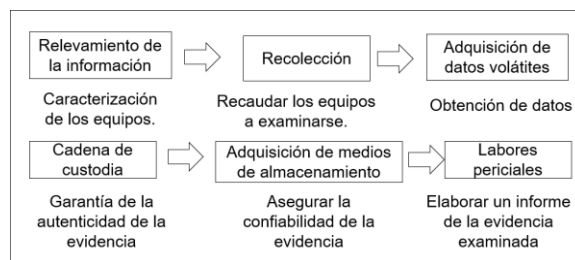 Relevamiento de
la información
Recolección
Adquisición de
datos volátites
Caracterización
de los equipos.
Recaudar los equipos
a examinarse.
Obtención de datos
Cadena de
custodia
Adquisición de medios
de almacenamiento
Labores
periciales
Garantía de la
autenticidad de la
evidencia
Asegurar la
confiabilidad de la
evidencia
Elaborar un informe
de la evidencia
examinada